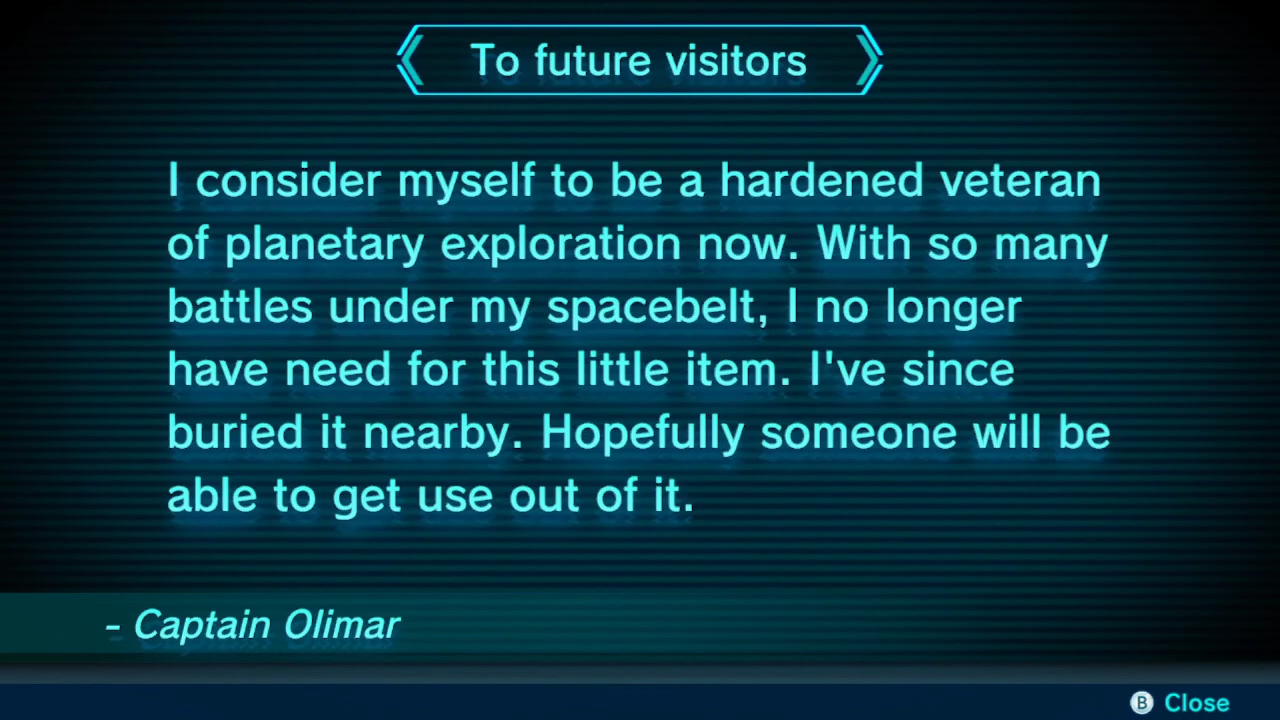 To future visitors
I consider myself to be a hardened veteran
of planetary exploration now. With so many
battles under my spacebelt, I no longer
have need for this little item. I've since
buried it nearby. Hopefully someone will be
able to get use out of it.
- Captain Olimar
B Close